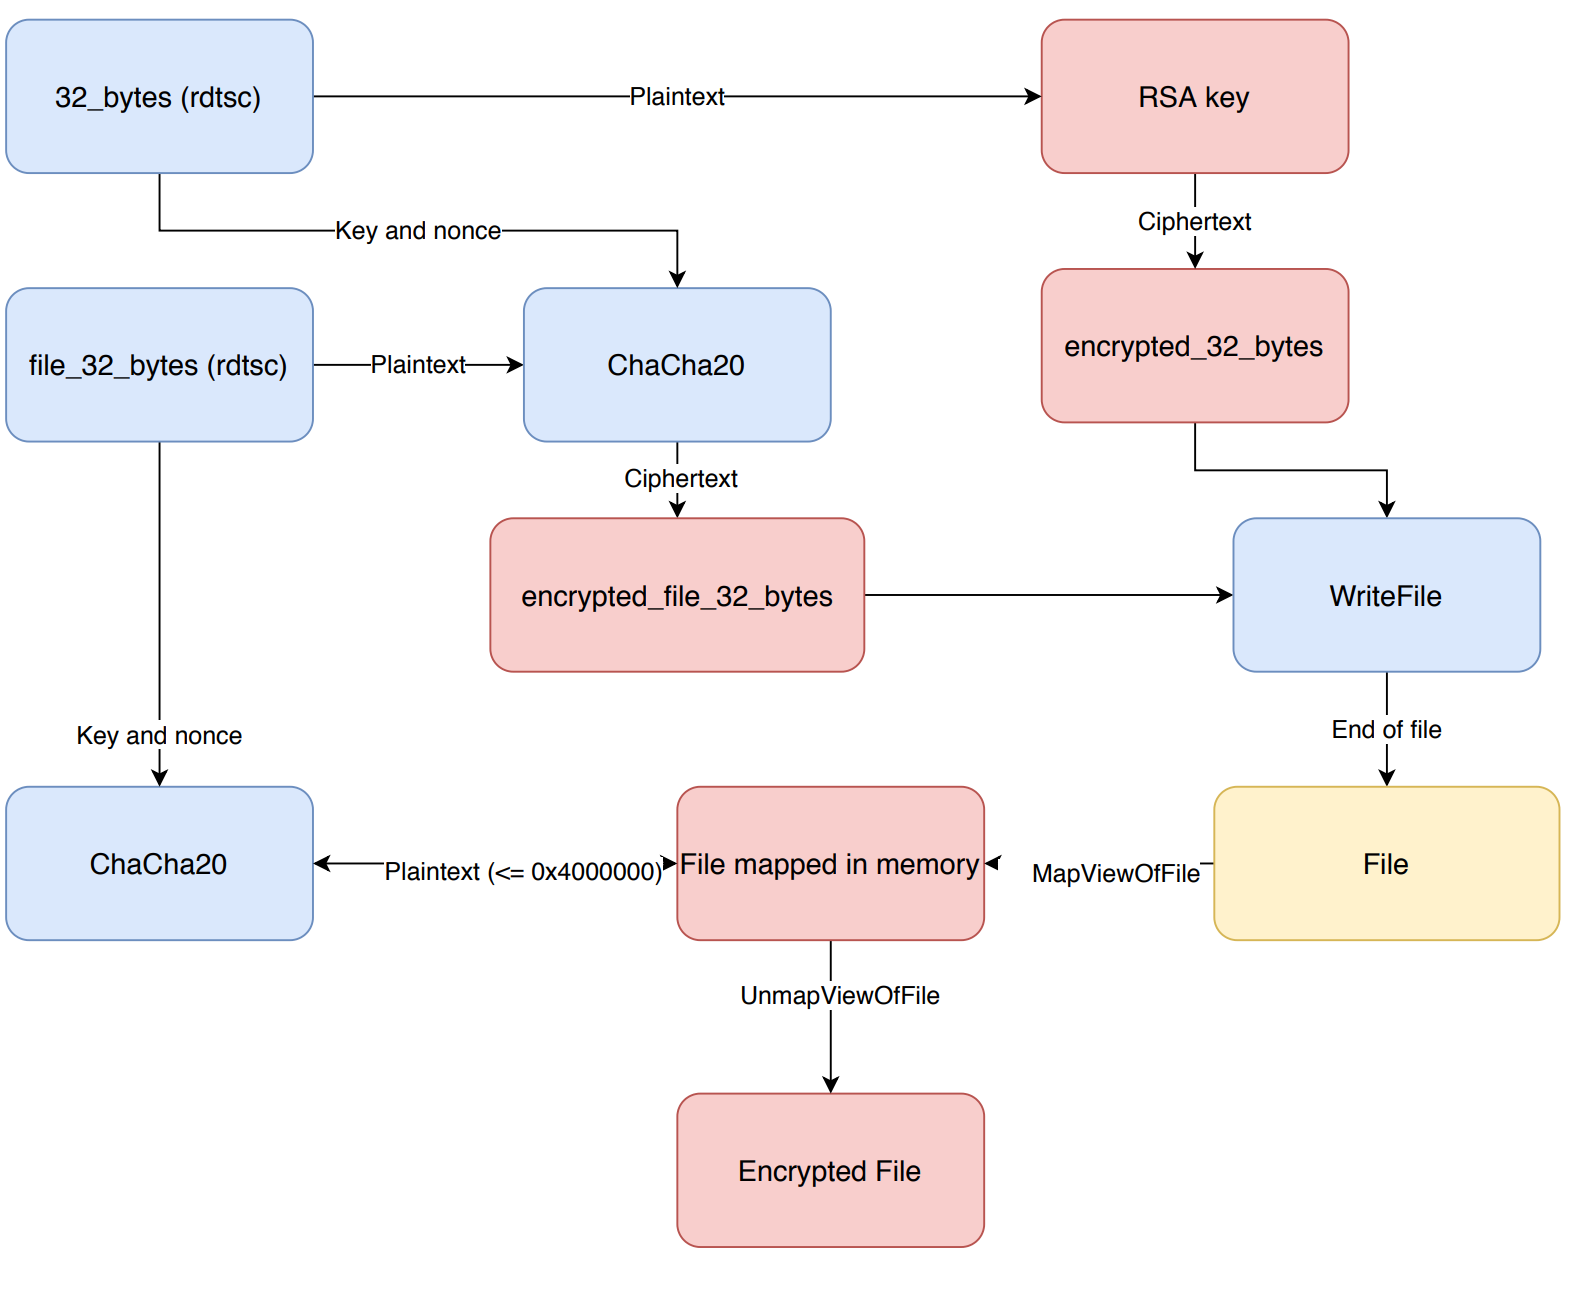 32_bytes (rdtsc)
Plaintext
RSA key
Ciphertext
Key and nonce
encrypted_32_bytes
file_32_bytes (rdtsc)
Plaintext
ChaCha20
Ciphertext
encrypted_file_32_bytes
WriteFile
End of file
Key and nonce
ChaCha20
Plaintext (<= 0x4000000)
File mapped in memory
MapViewOfFile
File
UnmapViewOfFile
Encrypted File